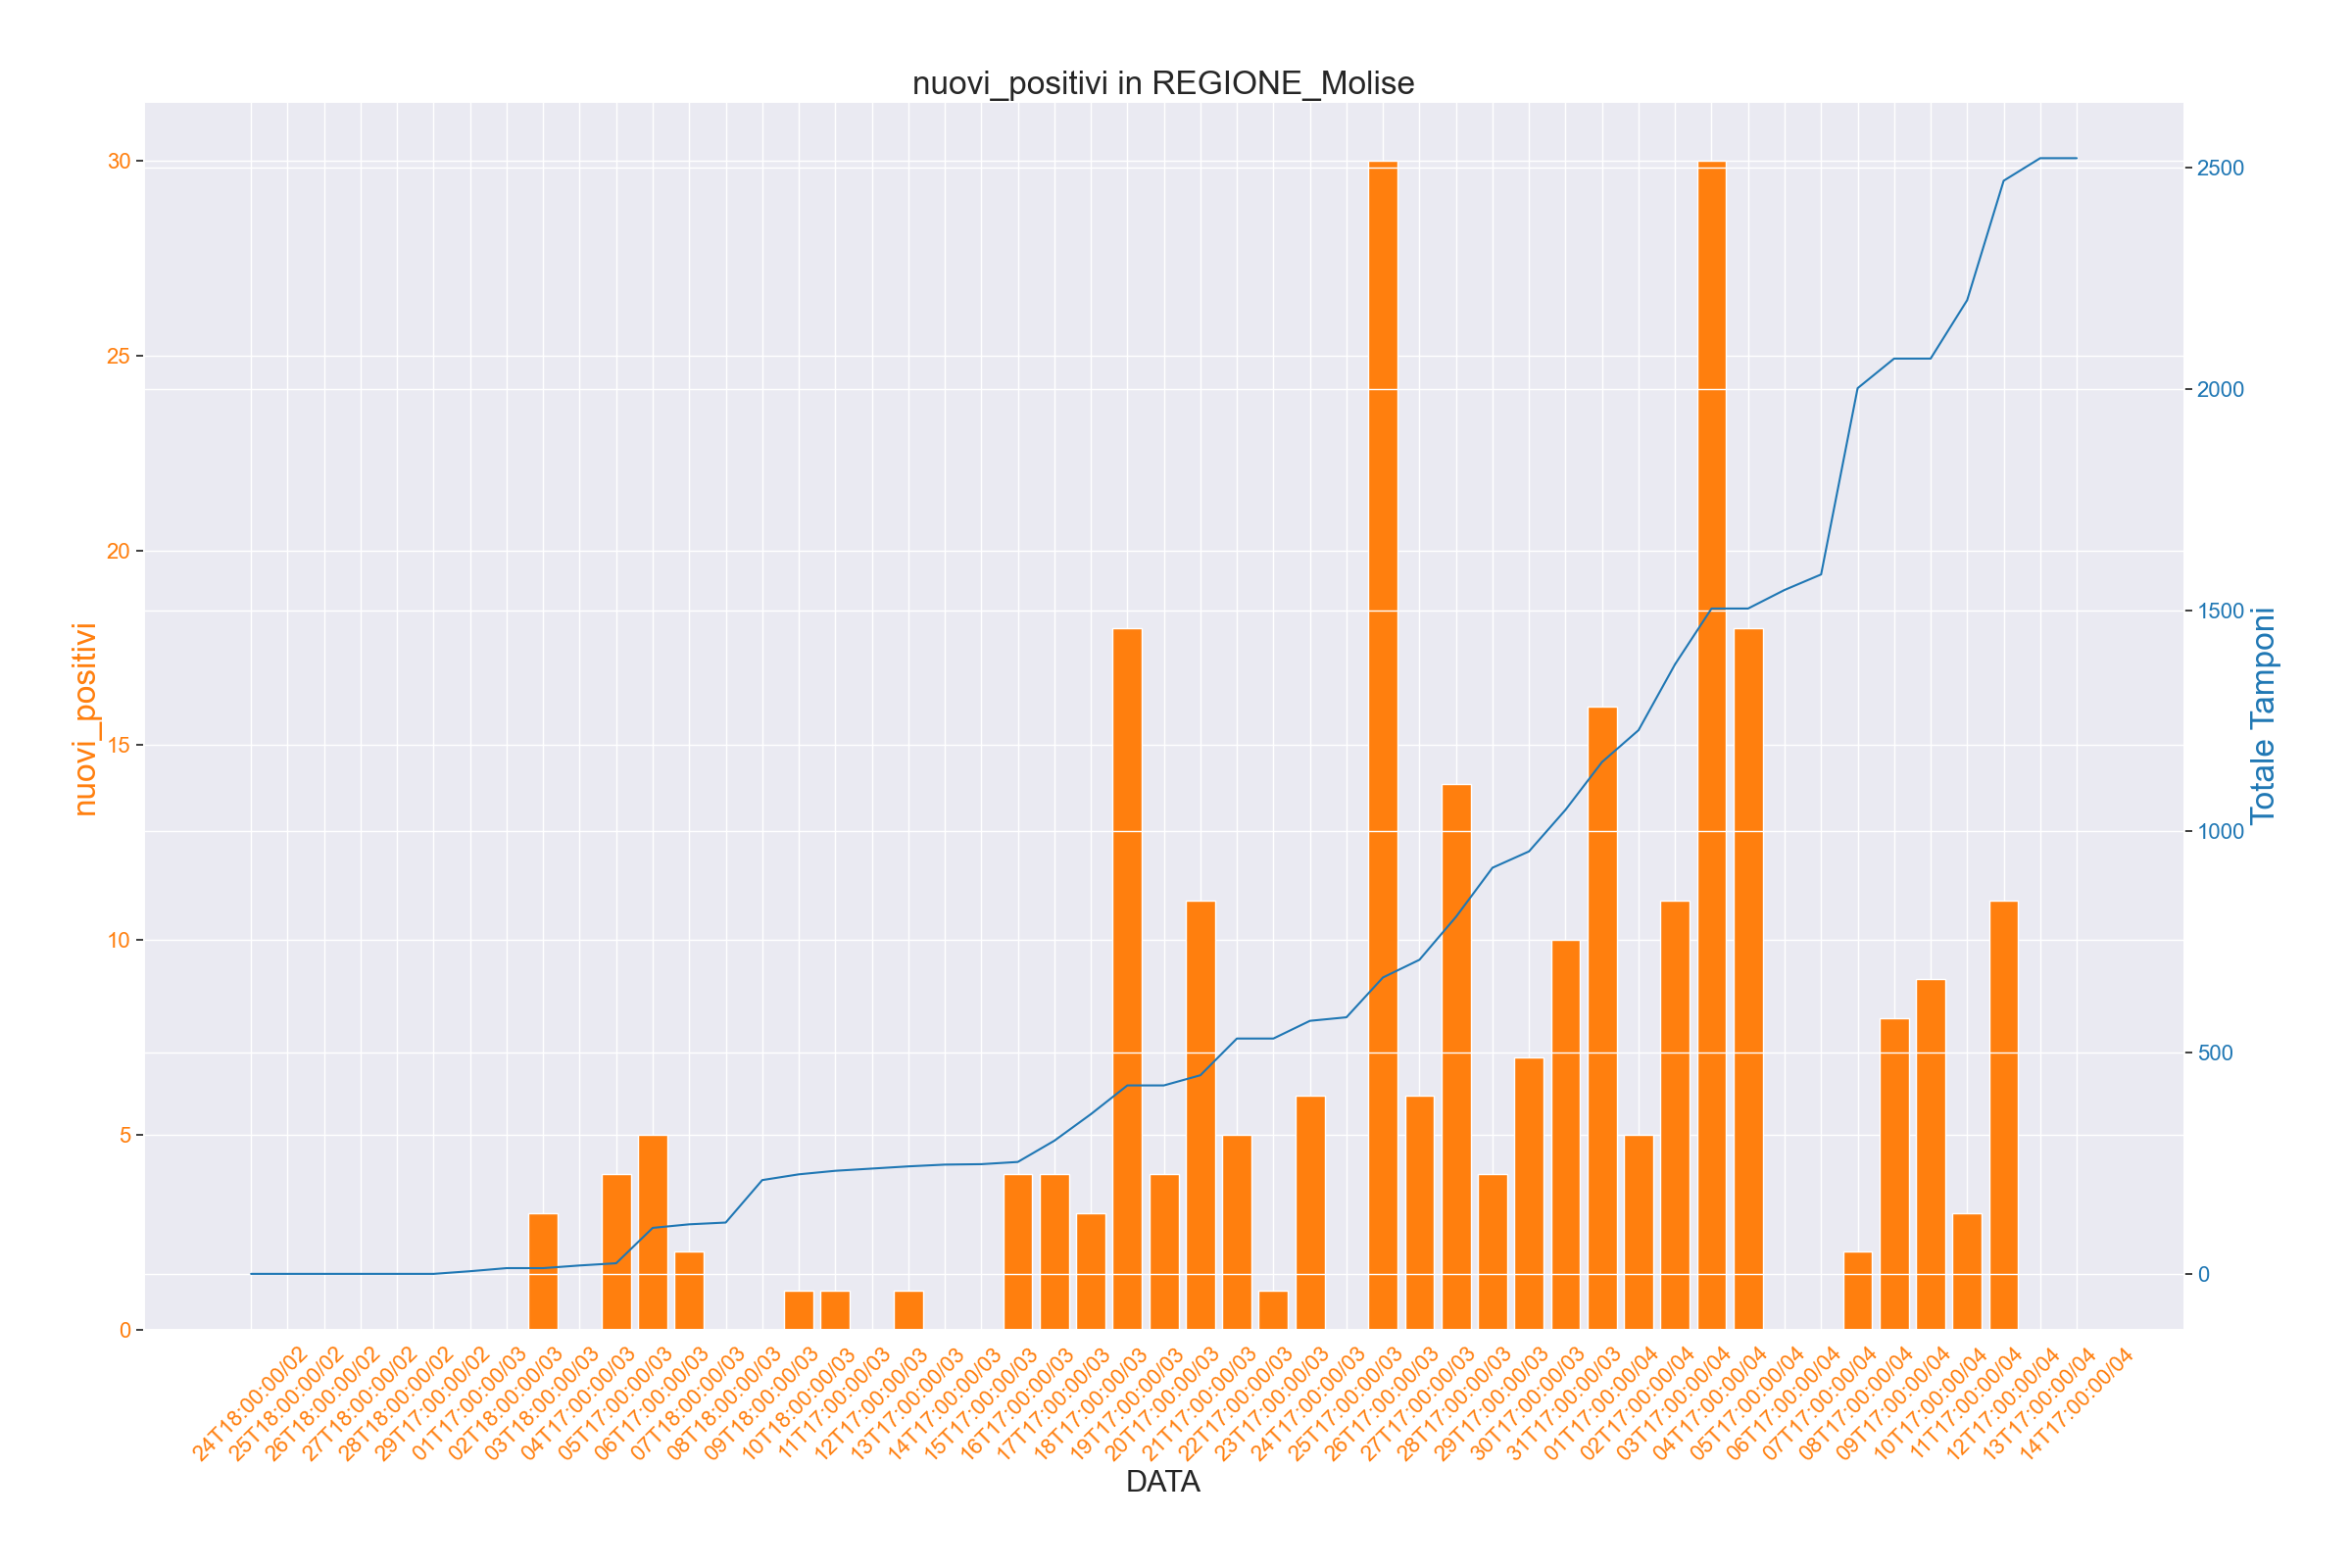 nuovi_positivi in REGIONE_Molise
nuovi_positivi
30
25
20
15
10
5
0
Totale Tamponi
2500
2000
1500
1000
500
0
24T18:00:00/02
25T18:00:00/02
26T18:00:00/02
27T18:00:00/02
28T18:00:00/02
29T17:00:00/02
01T17:00:00/03
02T18:00:00/03
03T18:00:00/03
04T17:00:00/03
05T17:00:00/03
06T17:00:00/03
07T18:00:00/03
08T18:00:00/03
09T18:00:00/03
10T18:00:00/03
11T17:00:00/03
12T17:00:00/03
13T17:00:00/03
14T17:00:00/03
15T17:00:00/03
16T17:00:00/03
17T17:00:00/03
18T17:00:00/03
19T17:00:00/03
20T17:00:00/03
21T17:00:00/03
22T17:00:00/03
23T17:00:00/03
24T17:00:00/03
25T17:00:00/03
26T17:00:00/03
27T17:00:00/03
28T17:00:00/03
29T17:00:00/03
30T17:00:00/03
31T17:00:00/03
01T17:00:00/04
02T17:00:00/04
03T17:00:00/04
04T17:00:00/04
05T17:00:00/04
06T17:00:00/04
07T17:00:00/04
08T17:00:00/04
09T17:00:00/04
10T17:00:00/04
11T17:00:00/04
12T17:00:00/04
13T17:00:00/04
14T17:00:00/04
DATA